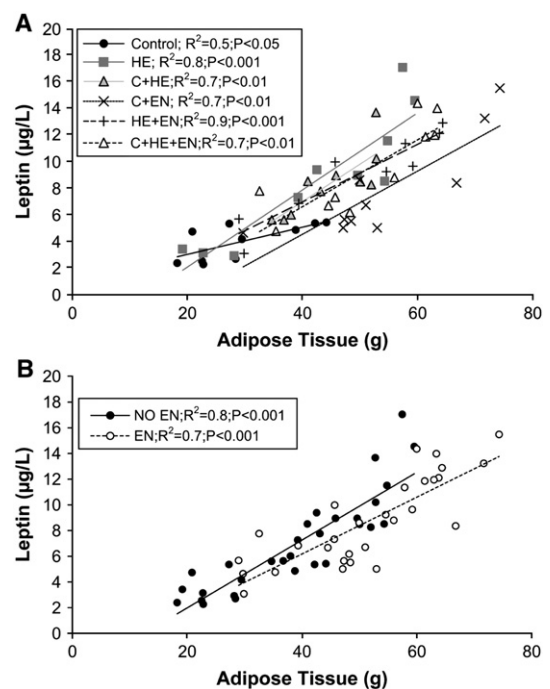 A
20
18
16
14
12
10
8
6
4
2
0
Leptin (µg/L)
Control; R²=0.5;P<0.05
HE; R²=0.8;P<0.001
C+HE;R²=0.7;P<0.01
C+EN; R²=0.7;P<0.01
HE+EN;R²=0.9;P<0.001
C+HE+EN;R²=0.7;P<0.01
0 20 40 60 80
Adipose Tissue (g)
B
20
18
16
14
12
10
8
6
4
2
0
Leptin (µg/L)
NO EN;R²=0.8;P<0.001
EN;R²=0.7;P<0.001
0 20 40 60 80
Adipose Tissue (g)